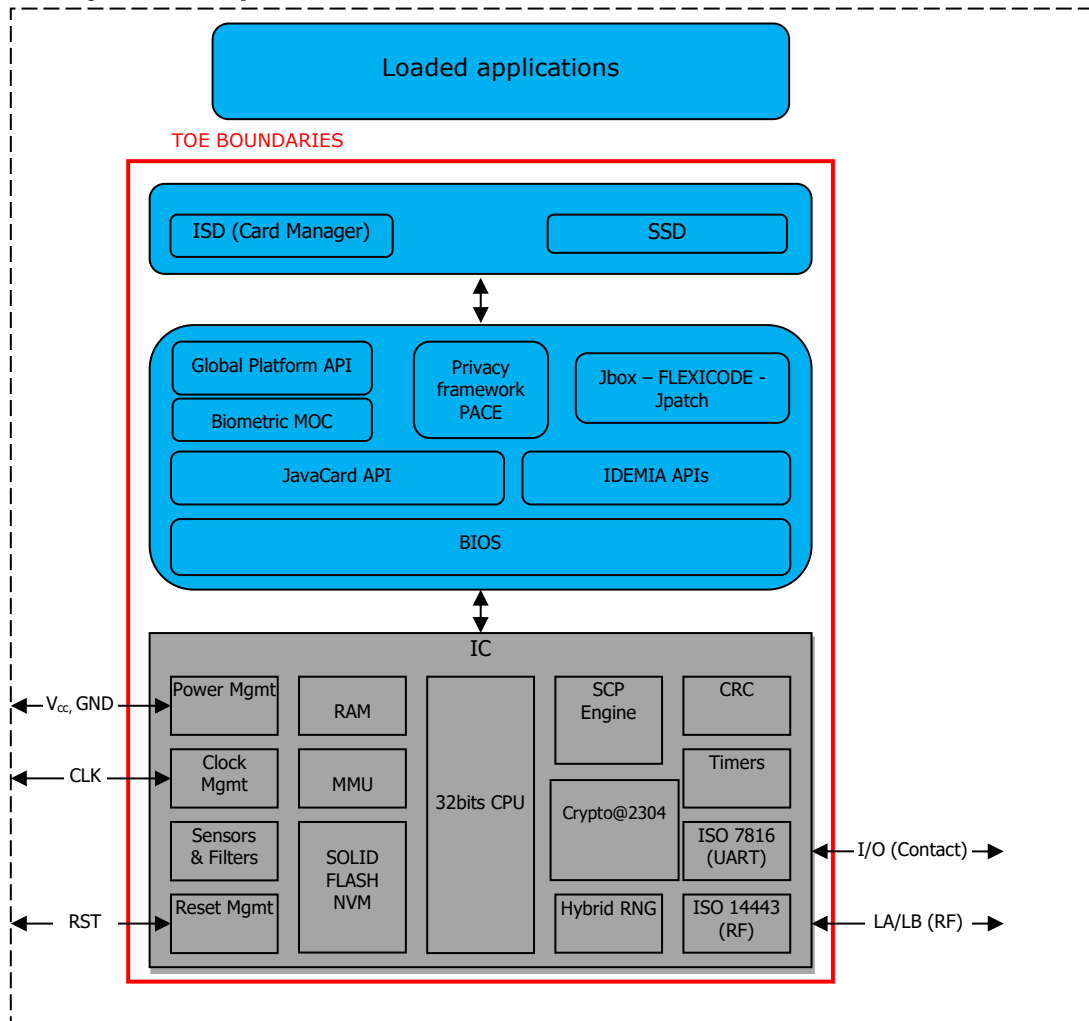 Loaded applications
TOE BOUNDARIES
ISD (Card Manager)
SSD
Global Platform API
Biometric MOC
Privacy
framework
PACE
Jbox – FLEXICODE -
Jpatch
JavaCard API
IDEMIA APIs
BIOS
IC
Power Mgmt
RAM
32bits CPU
SCP
Engine
CRC
Clock
Mgmt
MMU
Crypto@2304
Timers
Sensors
& Filters
SOLID
FLASH
NVM
ISO 7816
(UART)
Reset Mgmt
Hybrid RNG
ISO 14443
(RF)
Vcc, GND
CLK
RST
I/O (Contact)
LA/LB (RF)